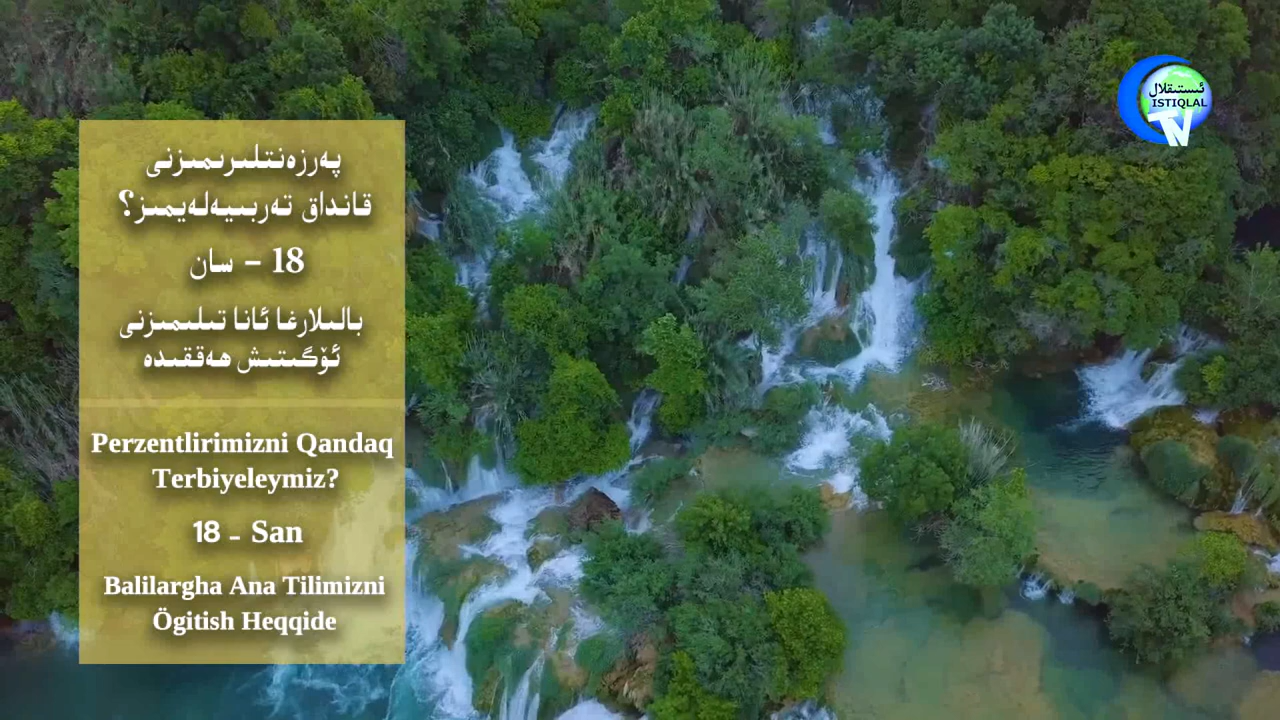 پەرزەنتلىرىمىزنى
قانداق تەربىيەلەيمىز؟
18 - سان
بالىلارغا ئانا تىلىمىزنى
ئۆگىتىش ھەققىدە
Perzentlirimizni Qandaq
Terbiyeleymiz?
18 - San
Balilargha Ana Tilimizni
Ögitish Heqqide
ئىستىقلال
ISTIQLAL
TV